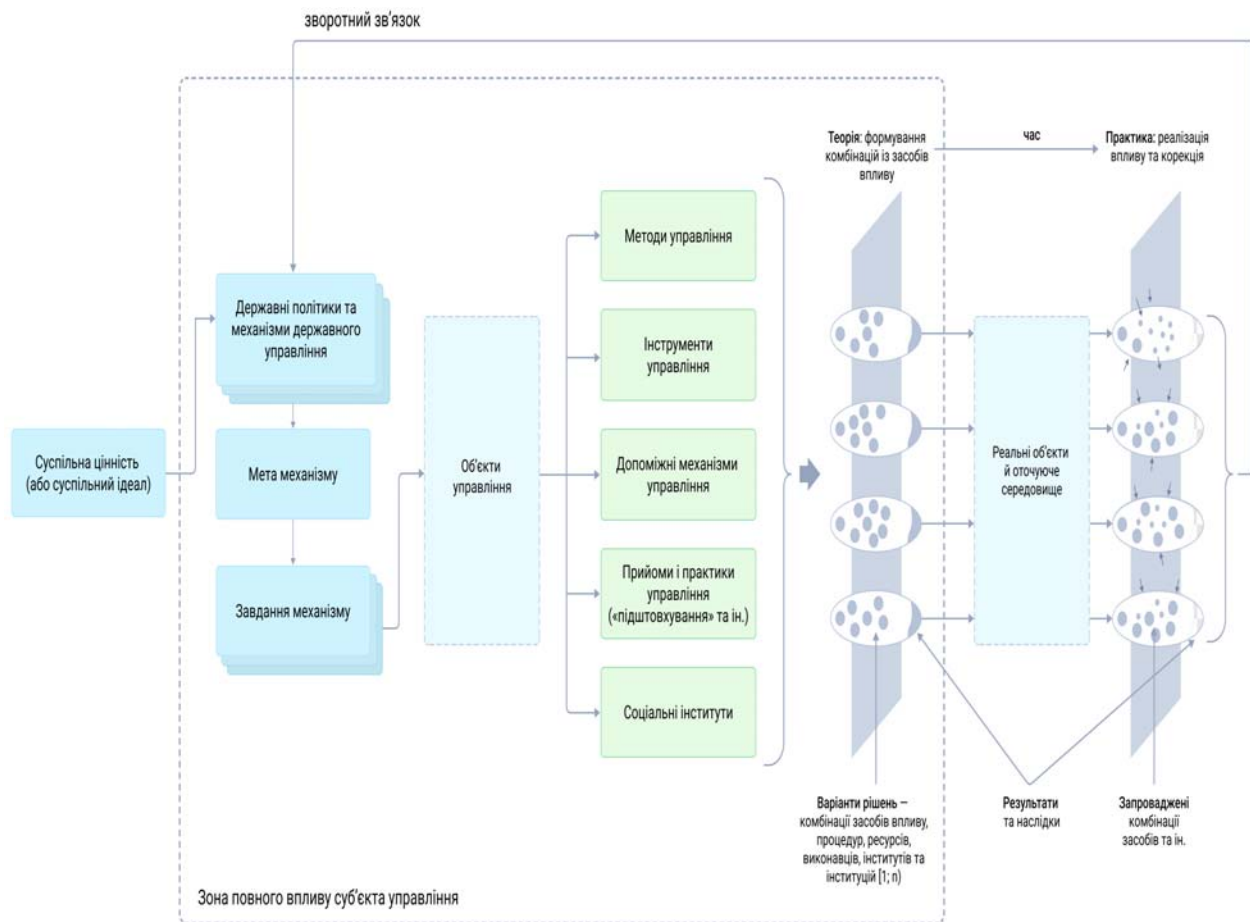 зворотний зв'язок
Теорія: формування
комбінацій із засобів
впливу
час
Практика: реалізація
впливу та корекція
Суспільна цінність
(або суспільний ідеал)
Державні політики та
механізми державного
управління
Мета механізму
Завдання механізму
Об'єкти
управління
Методи управління
Інструменти
управління
Допоміжні механізми
управління
Прийоми і практики
управління
(«підштовхування» та ін.)
Соціальні інститути
Реальні об'єкти
й оточуюче
середовище
Варіанти рішень —
комбінації засобів впливу,
процедур, ресурсів,
виконавців, інститутів та
інституцій [1; n)
Результати
та наслідки
Запроваджені
комбінації
засобів та ін.
Зона повного впливу суб'єкта управління